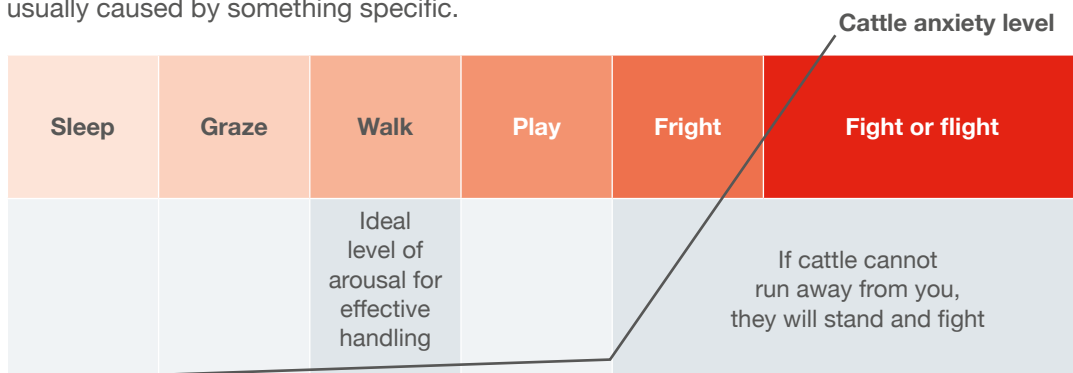 usually caused by something specific.
Cattle anxiety level
Sleep
Graze
Walk
Play
Fright
Fight or flight
Ideal
level of
arousal for
effective
handling
If cattle cannot
run away from you,
they will stand and fight